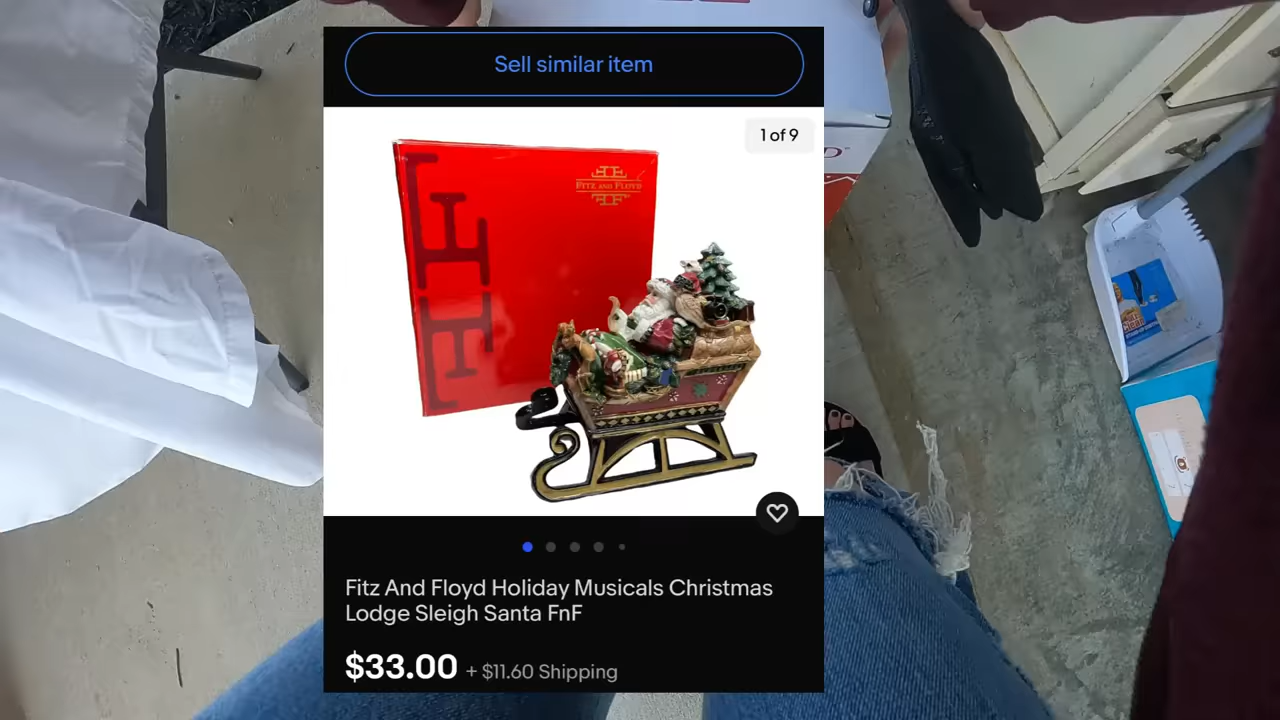 Sell similar item
1 of 9
FITZ AND FLOYD
Fitz And Floyd Holiday Musicals Christmas
Lodge Sleigh Santa FnF
$33.00 + $11.60 Shipping